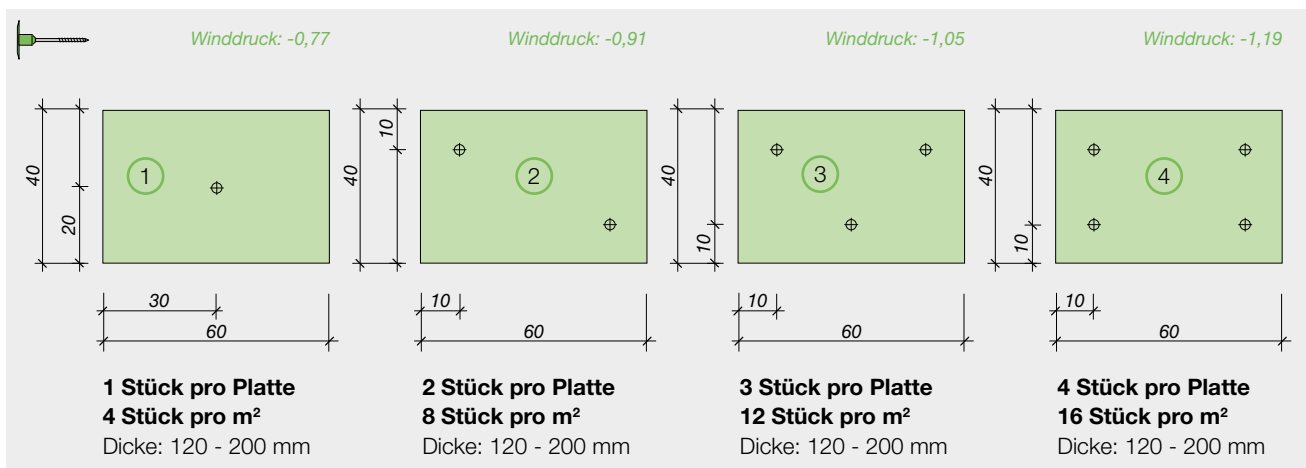 Winddruck: -0,77
Winddruck: -0,91
Winddruck: -1,05
Winddruck: -1,19
40
20
1
30
60
40
10
2
10
60
40
10
3
10
60
40
10
4
10
60
1 Stück pro Platte
4 Stück pro m²
Dicke: 120 - 200 mm
2 Stück pro Platte
8 Stück pro m²
Dicke: 120 - 200 mm
3 Stück pro Platte
12 Stück pro m²
Dicke: 120 - 200 mm
4 Stück pro Platte
16 Stück pro m²
Dicke: 120 - 200 mm